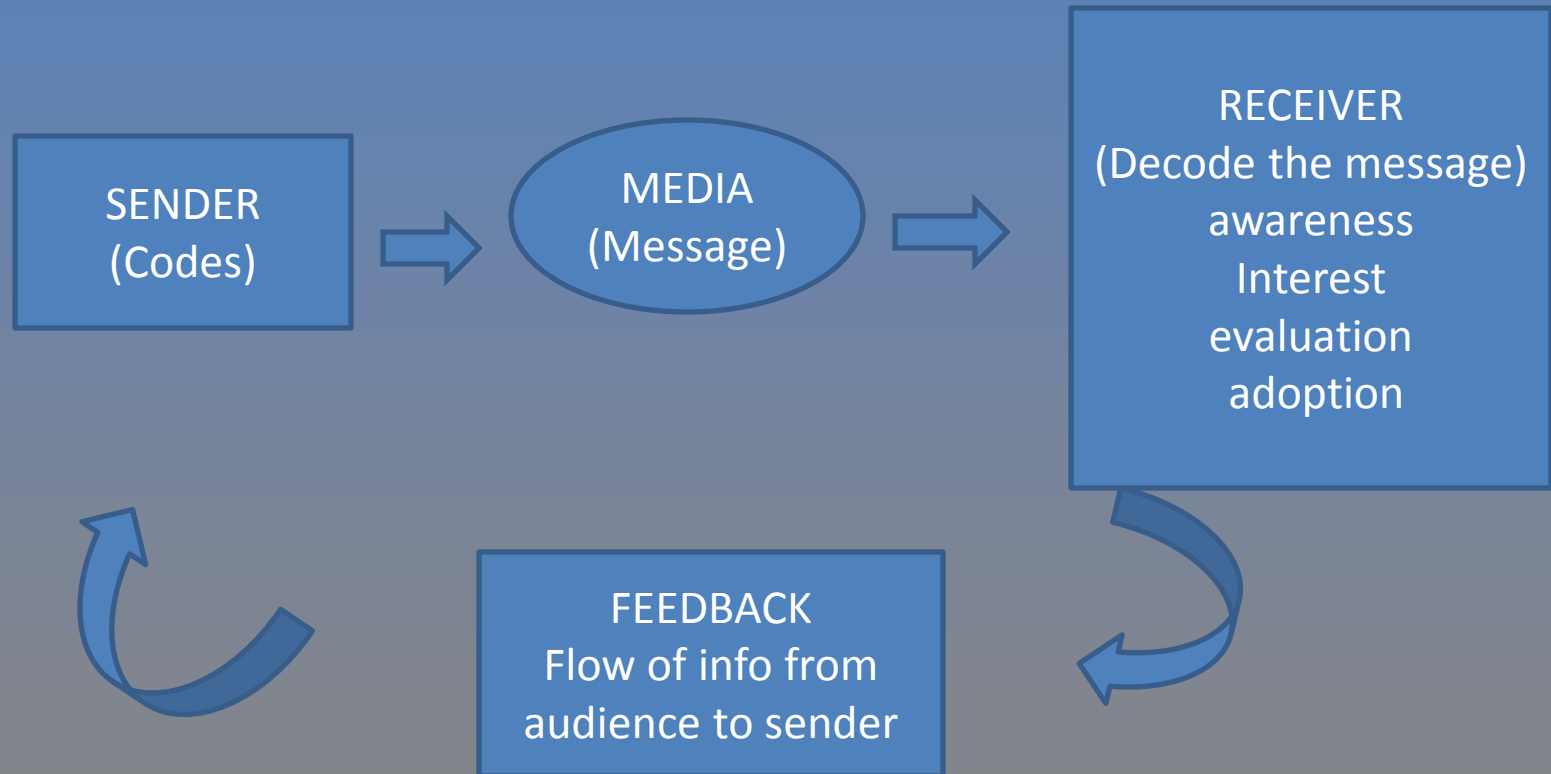 SENDER
(Codes)
MEDIA
(Message)
RECEIVER
(Decode the message)
awareness
Interest
evaluation
adoption
FEEDBACK
Flow of info from
audience to sender